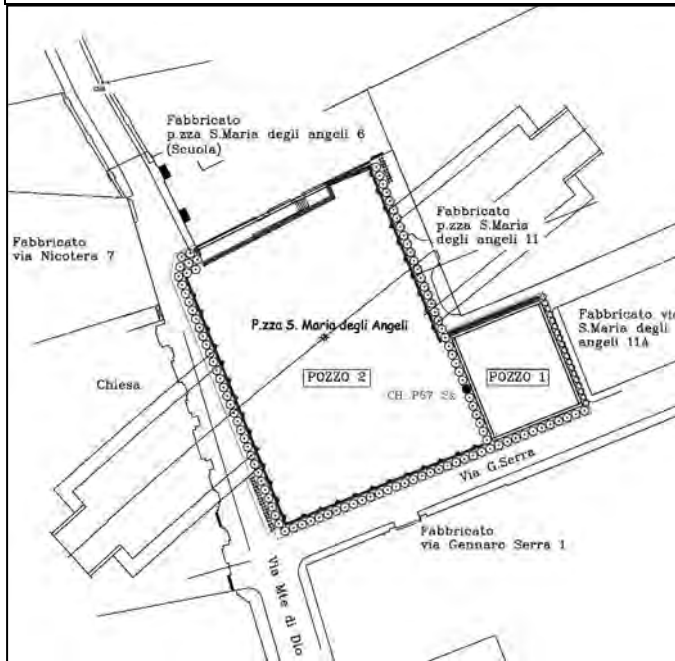 Fabbricato
p.zza S.Maria degli angeli 6
(Scuola)
Fabbricato
p.zza S.Maria
degli angeli 11
Fabbricato
via Nicotera 7
Fabbricato via
S.Maria degli
angeli 11A
P.zza S. Maria degli Angeli
Chiesa
POZZO 2
POZZO 1
CH P67
Via G.Serra
Fabbricato
via Gennaro Serra 1
Via Mte di Dio